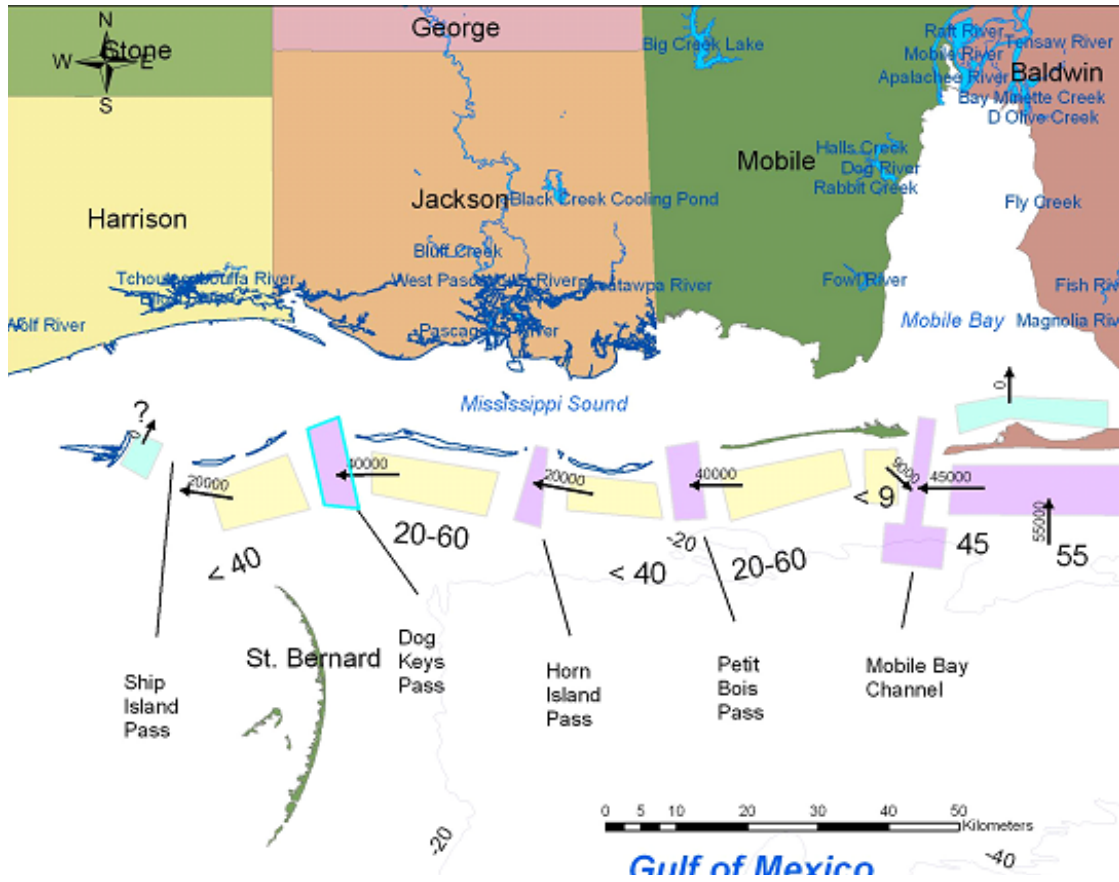 N
W E
S
Stone
George
Big Creek Lake
Raft River
Tensaw River
Mobile River
Apalachee River
Baldwin
Bay Minette Creek
D Olive Creek
Harrison
Jackson
Black Creek Cooling Pond
Mobile
Halls Creek
Dog River
Rabbit Creek
Fly Creek
Bluff Creek
West Pascagoula River
River
Fowl River
Fish Riv
Wolf River
Mobile Bay
Magnolia Riv
Mississippi Sound
0
?
20000
40000
20000
40000
9000
45000
55000
< 40
20-60
< 40
-20
20-60
< 9
45
55
Ship
Island
Pass
St. Bernard
Dog
Keys
Pass
Horn
Island
Pass
Petit
Bois
Pass
Mobile Bay
Channel
-20
0 5 10 20 30 40 50
Kilometers
Gulf of Mexico
-40